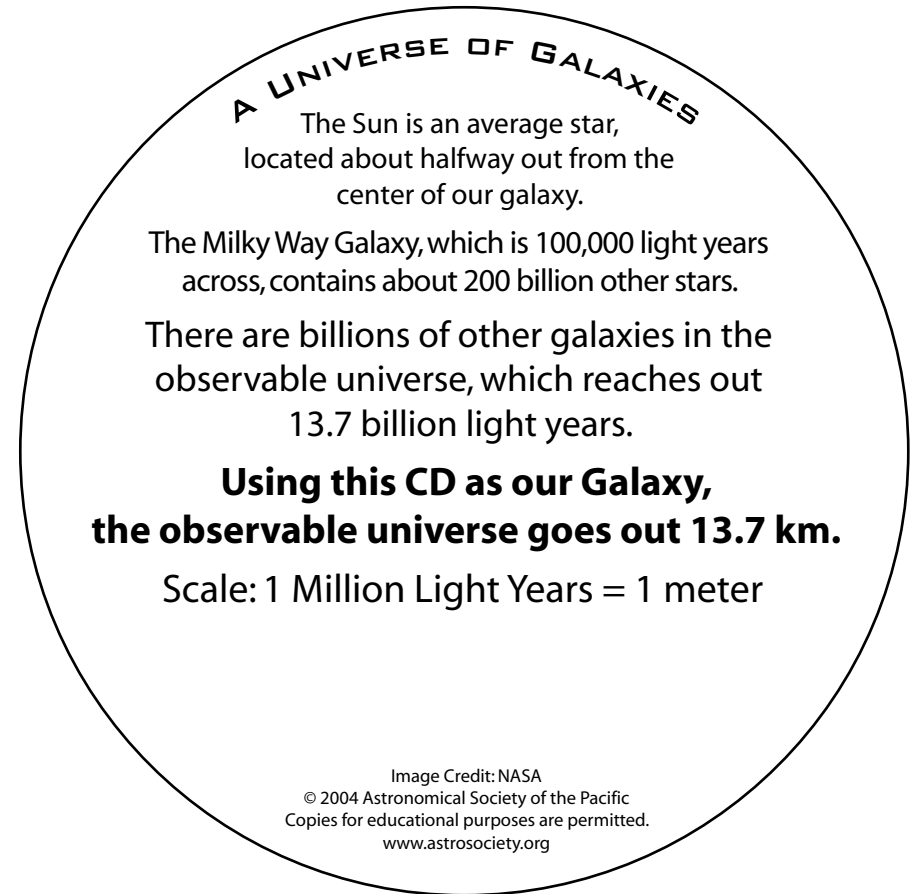 A Universe of Galaxies
The Sun is an average star,
located about halfway out from the
center of our galaxy.
The Milky Way Galaxy, which is 100,000 light years
across, contains about 200 billion other stars.
There are billions of other galaxies in the
observable universe, which reaches out
13.7 billion light years.
Using this CD as our Galaxy,
the observable universe goes out 13.7 km.
Scale: 1 Million Light Years = 1 meter
Image Credit: NASA
© 2004 Astronomical Society of the Pacific
Copies for educational purposes are permitted.
www.astrosociety.org